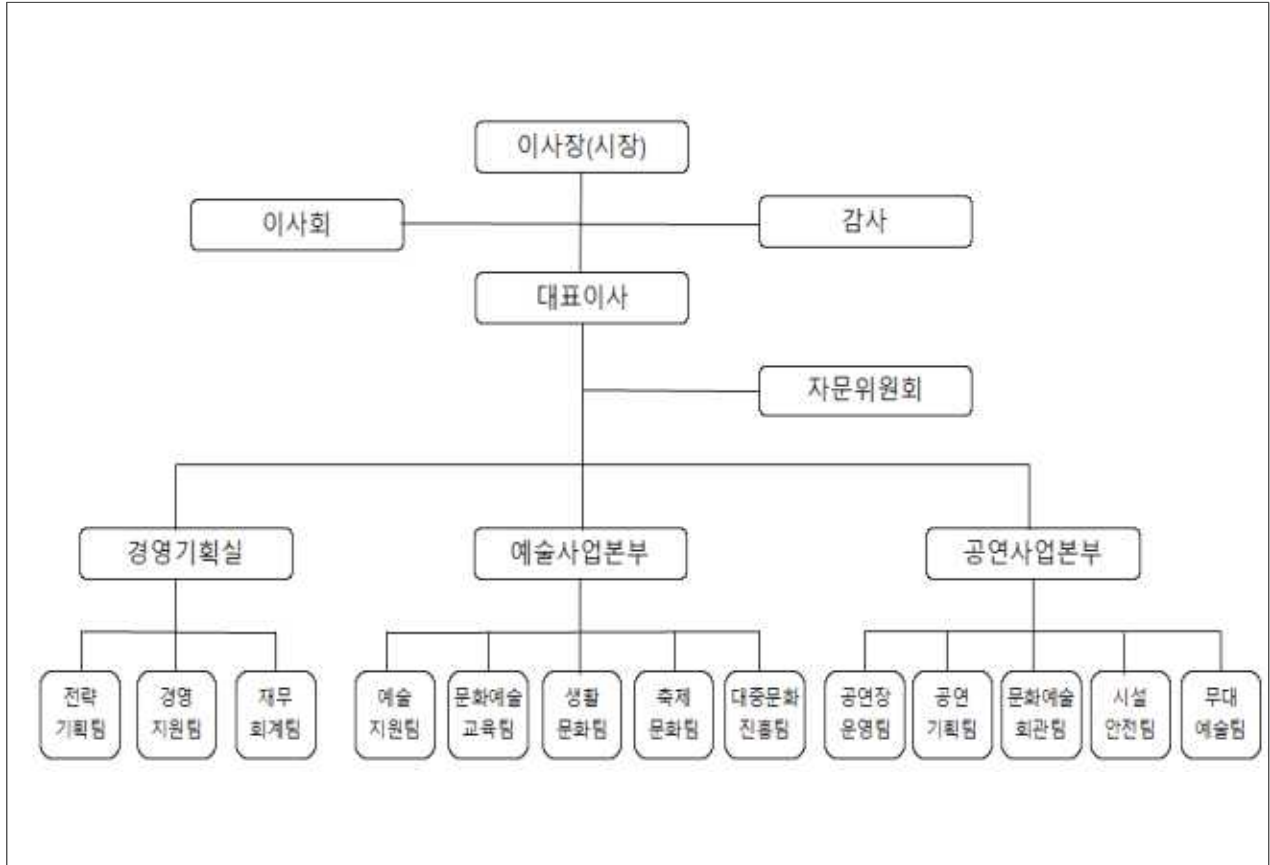 이사장(시장)
이사회
감사
대표이사
자문위원회
경영기획실
예술사업본부
공연사업본부
전략
기획팀
경영
지원팀
재무
회계팀
예술
지원팀
문화예술
교육팀
생활
문화팀
축제
문화팀
대중문화
진흥팀
공연장
운영팀
공연
기획팀
문화예술
회관팀
시설
안전팀
무대
예술팀